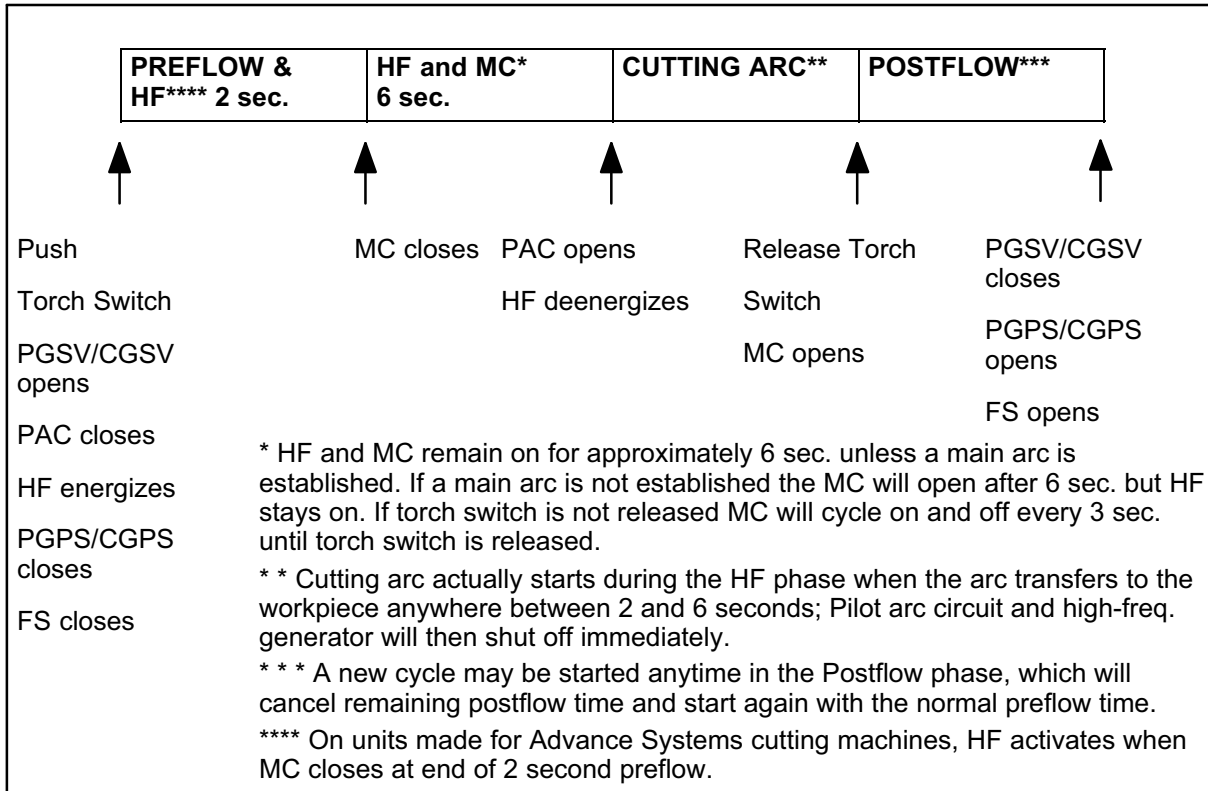 PREFLOW &
HF**** 2 sec.
HF and MC*
6 sec.
CUTTING ARC**
POSTFLOW***
Push
Torch Switch
PGSV/CGSV
opens
PAC closes
HF energizes
PGPS/CGPS
closes
FS closes
MC closes
PAC opens
HF deenergizes
Release Torch
Switch
MC opens
PGSV/CGSV
closes
PGPS/CGPS
opens
FS opens
* HF and MC remain on for approximately 6 sec. unless a main arc is
established. If a main arc is not established the MC will open after 6 sec. but HF
stays on. If torch switch is not released MC will cycle on and off every 3 sec.
until torch switch is released.
* * Cutting arc actually starts during the HF phase when the arc transfers to the
workpiece anywhere between 2 and 6 seconds; Pilot arc circuit and high-freq.
generator will then shut off immediately.
* * * A new cycle may be started anytime in the Postflow phase, which will
cancel remaining postflow time and start again with the normal preflow time.
**** On units made for Advance Systems cutting machines, HF activates when
MC closes at end of 2 second preflow.